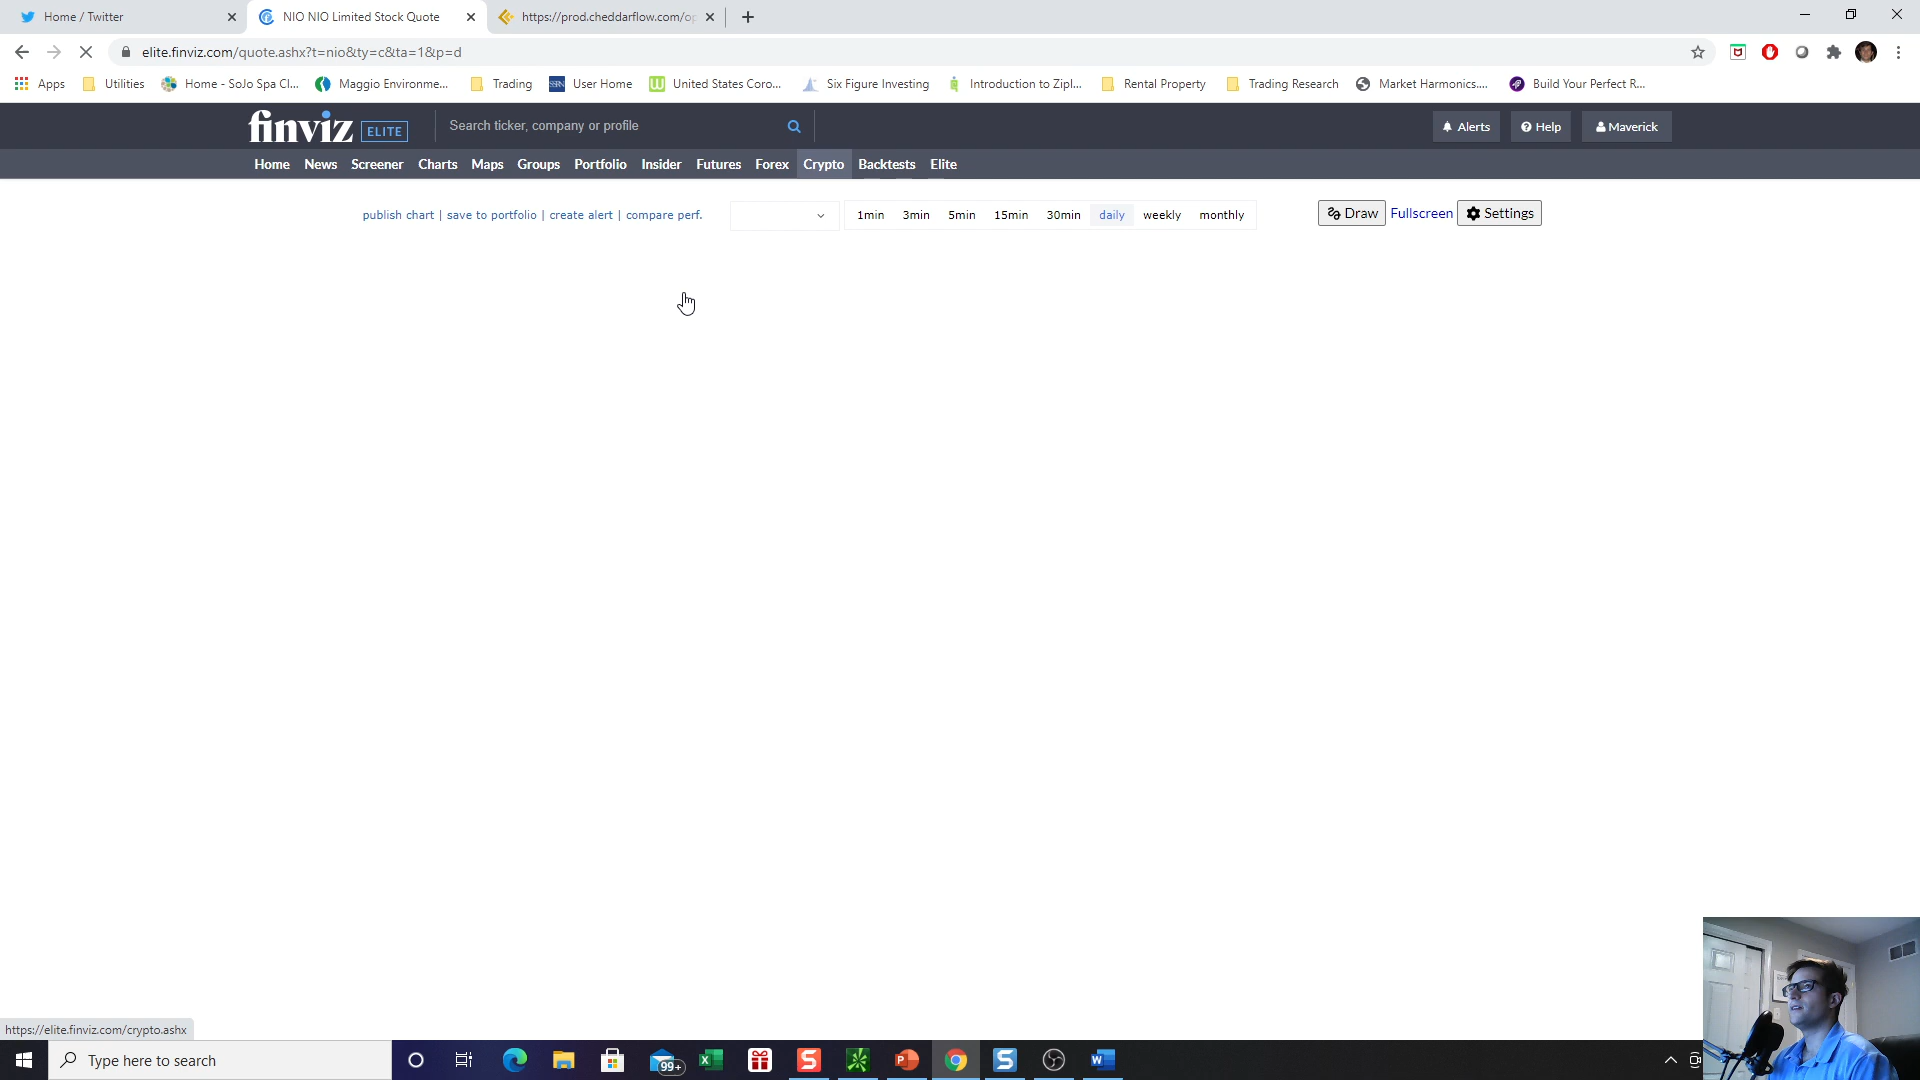 Home / Twitter
NIO NIO Limited Stock Quote
https://prod.cheddarflow.com/op
elite.finviz.com/quote.ashx?t=nio&ty=c&ta=1&p=d
Apps
Utilities
Home - SoJo Spa Cl...
Maggio Environme...
Trading
User Home
United States Coro...
Six Figure Investing
Introduction to Zipl...
Rental Property
Trading Research
Market Harmonics....
Build Your Perfect R...
finviz ELITE
Search ticker, company or profile
Alerts
Help
Maverick
Home News Screener Charts Maps Groups Portfolio Insider Futures Forex Crypto Backtests Elite
publish chart | save to portfolio | create alert | compare perf.
1min 3min 5min 15min 30min daily weekly monthly
Draw Fullscreen Settings
https://elite.finviz.com/crypto.ashx
Type here to search
99+